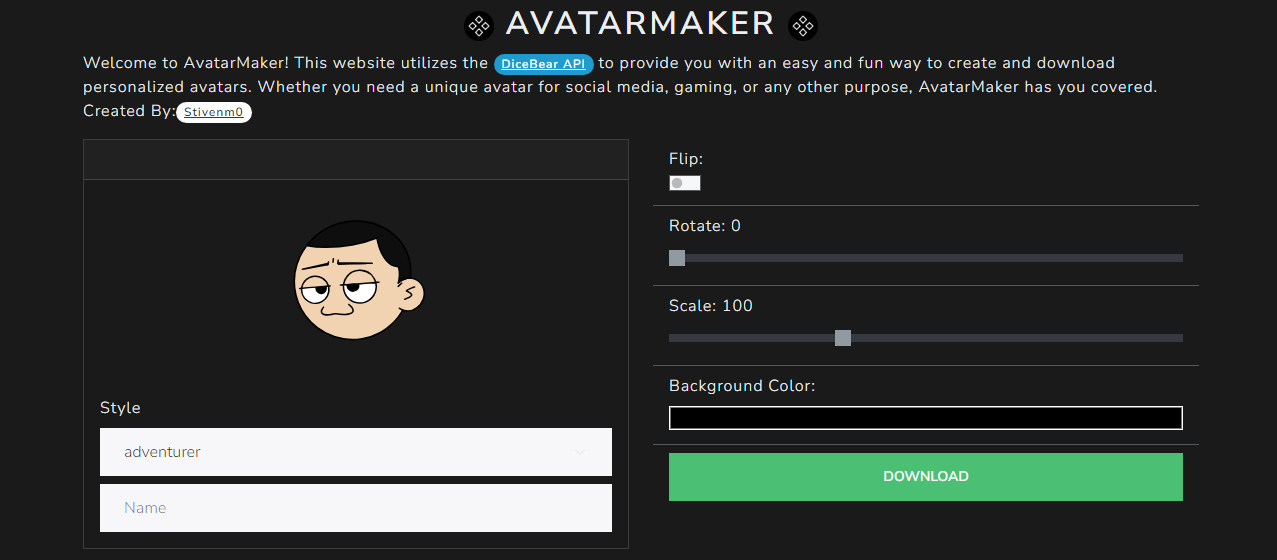 AVATARMAKER
Welcome to AvatarMaker! This website utilizes the DiceBear API to provide you with an easy and fun way to create and download
personalized avatars. Whether you need a unique avatar for social media, gaming, or any other purpose, AvatarMaker has you covered.
Created By:Stivenm0
Style
adventurer
Name
Flip:
Rotate: 0
Scale: 100
Background Color:
DOWNLOAD